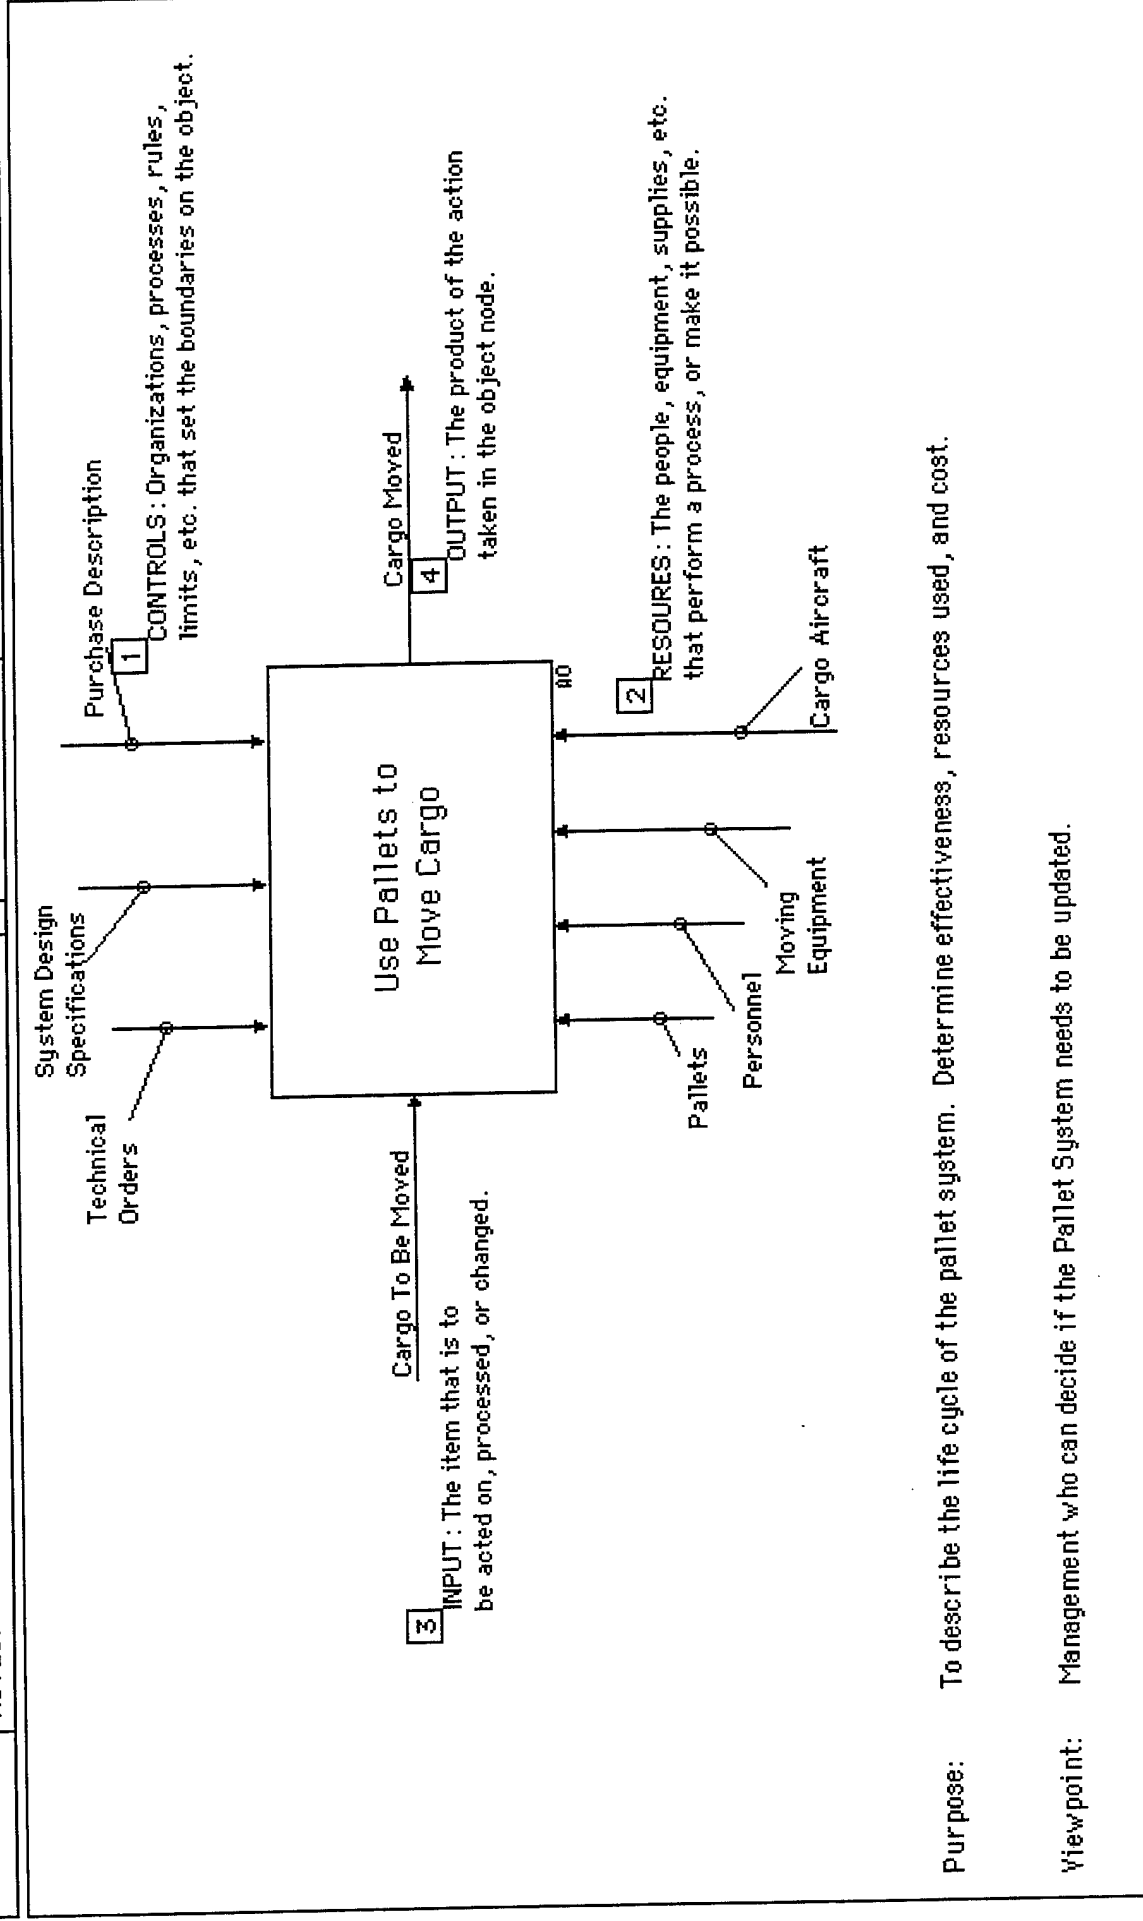 System Design
Specifications
Purchase Description
Technical
Orders
1
CONTROLS: Organizations, processes, rules,
limits, etc. that set the boundaries on the object.
Cargo To Be Moved
Use Pallets to
Move Cargo
Cargo Moved
4
OUTPUT: The product of the action
taken in the object node.
3
INPUT: The item that is to
be acted on, processed, or changed.
A0
2
RESOURES: The people, equipment, supplies, etc.
that perform a process, or make it possible.
Pallets
Personnel
Moving
Equipment
Cargo Aircraft
Purpose: To describe the life cycle of the pallet system. Determine effectiveness, resources used, and cost.
Viewpoint: Management who can decide if the Pallet System needs to be updated.